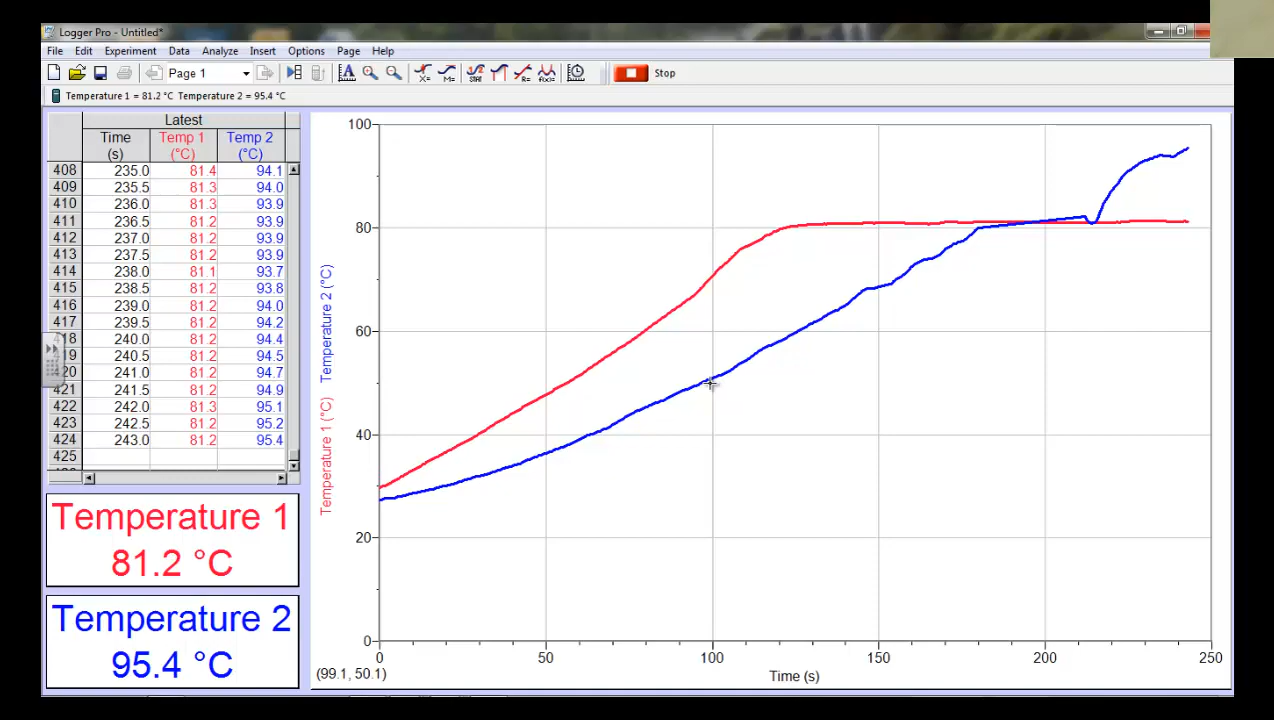 Logger Pro - Untitled*
File Edit Experiment Data Analyze Insert Options Page Help
Page 1
Stop
Temperature 1 = 81.2 °C Temperature 2 = 95.4 °C
Latest
Time Temp 1 Temp 2
(s) (°C) (°C)
408 235.0 81.4 94.1
409 235.5 81.3 94.0
410 236.0 81.3 93.9
411 236.5 81.2 93.9
412 237.0 81.2 93.9
413 237.5 81.2 93.9
414 238.0 81.1 93.7
415 238.5 81.2 93.8
416 239.0 81.2 94.0
417 239.5 81.2 94.2
418 240.0 81.2 94.4
419 240.5 81.2 94.5
420 241.0 81.2 94.7
421 241.5 81.2 94.9
422 242.0 81.3 95.1
423 242.5 81.2 95.2
424 243.0 81.2 95.4
425
Temperature 1
81.2 °C
Temperature 2
95.4 °C
Temperature 1 (°C) Temperature 2 (°C)
100
80
60
40
20
0
0 50 100 150 200 250
(99.1, 50.1)
Time (s)